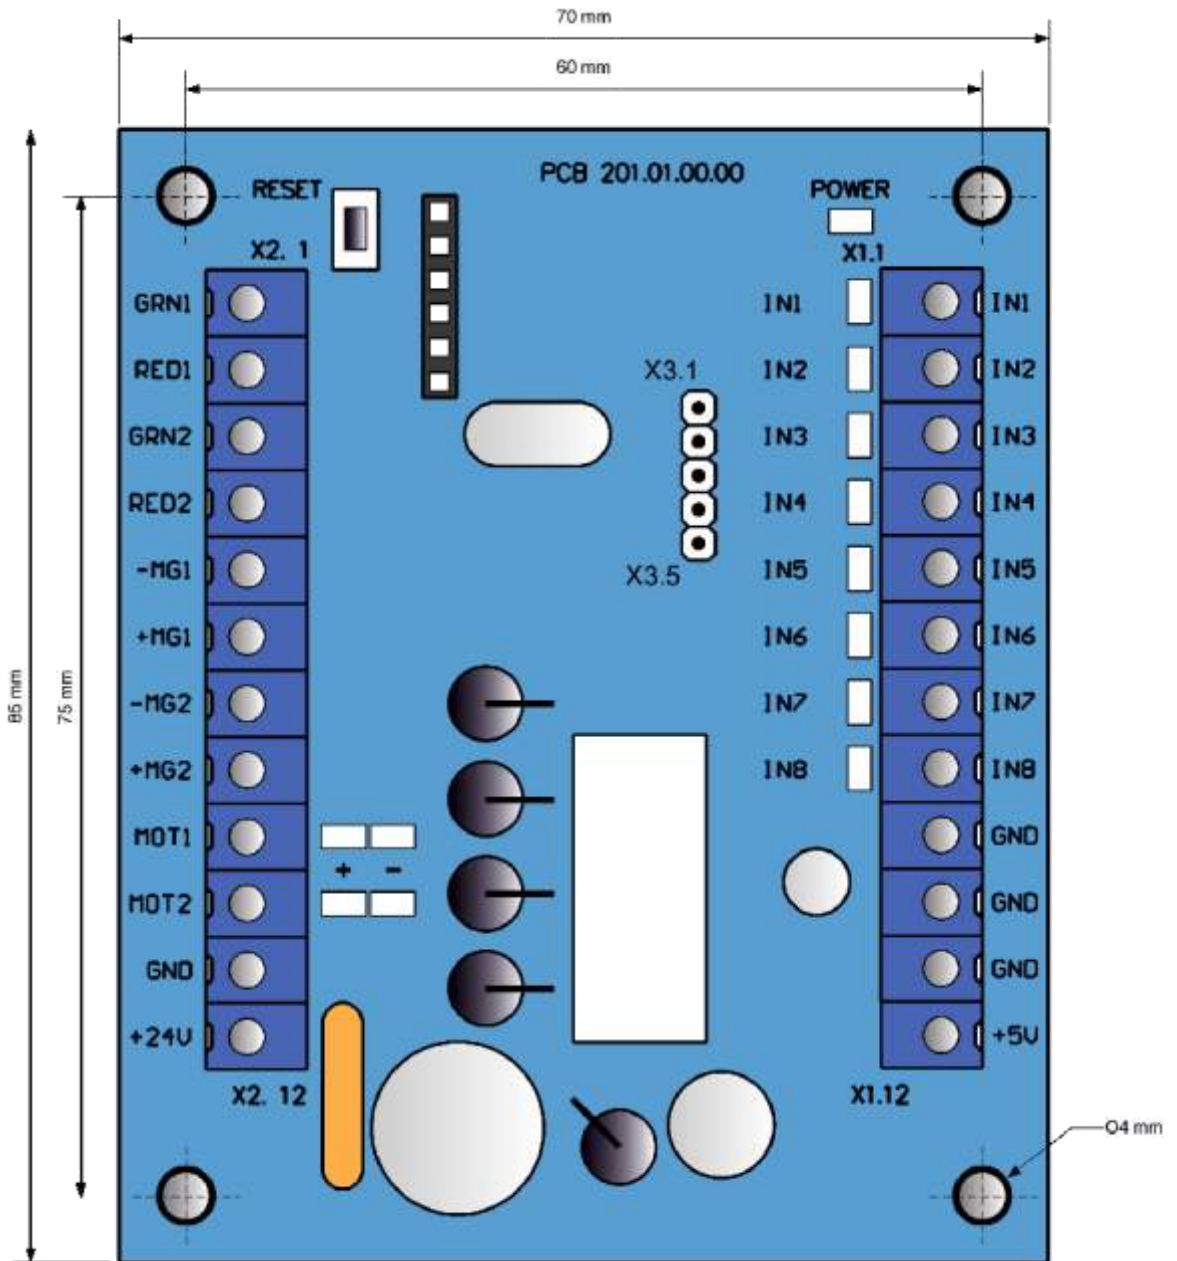 70 mm
60 mm
PCB 201.01.00.00
RESET
POWER
X2. 1
X1.1
GRN1
IN1
IN1
RED1
X3.1
IN2
IN2
GRN2
IN3
IN3
RED2
IN4
IN4
-MG1
X3.5
IN5
IN5
+MG1
IN6
IN6
85 mm
75 mm
-MG2
IN7
IN7
+MG2
IN8
IN8
MOT1
GND
+ -
MOT2
GND
GND
GND
+24V
+5V
X2. 12
X1.12
O4 mm